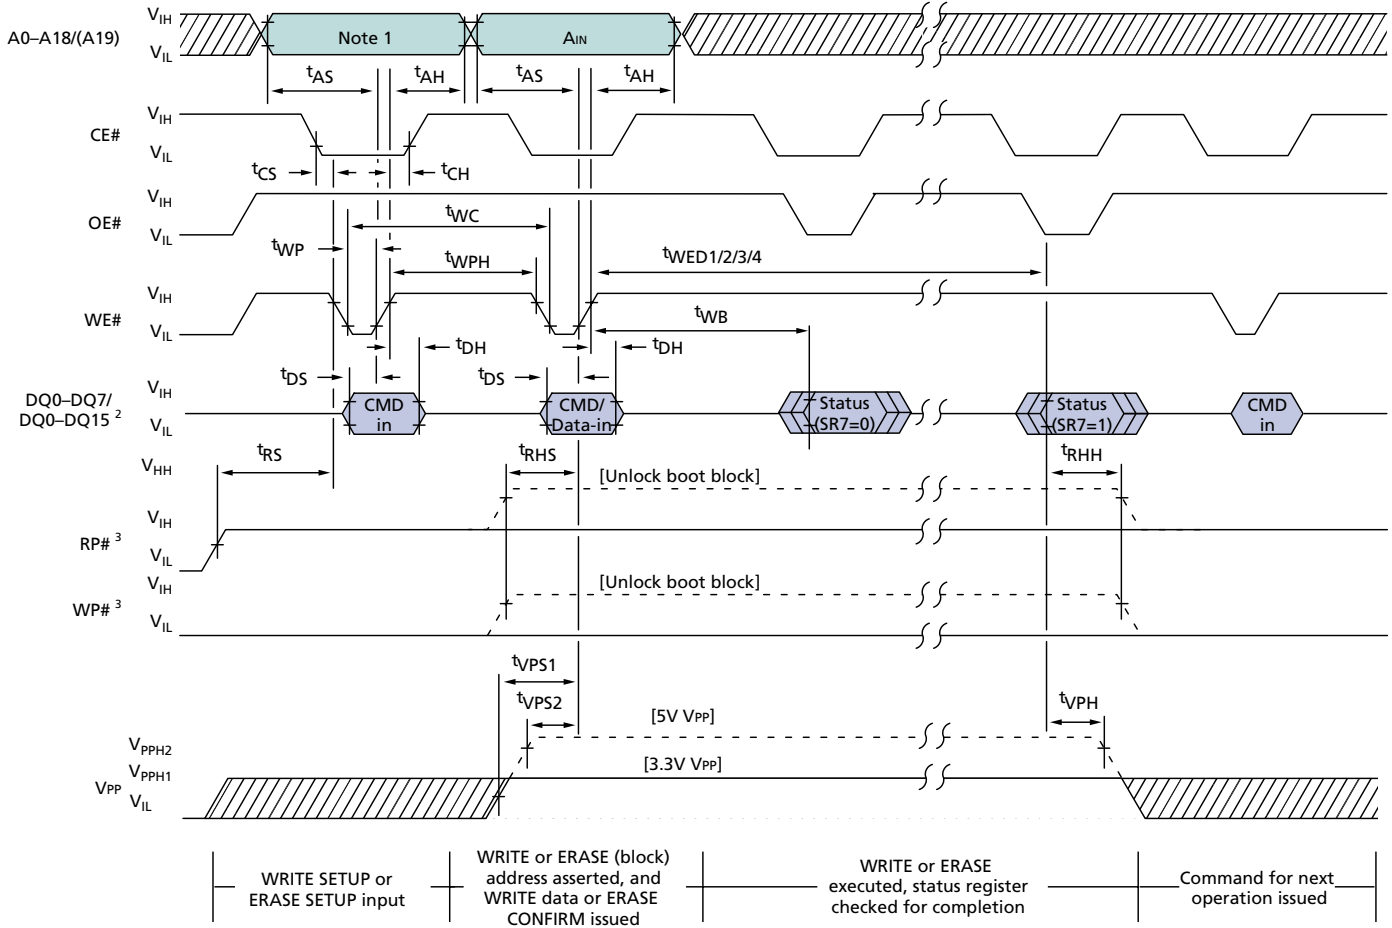 A0–A18/(A19)
VIH
VIL
Note 1
AIN
tAS
tAH
tAS
tAH
CE#
VIH
VIL
tCS
tCH
OE#
VIH
VIL
tWC
tWP
tWPH
tWED1/2/3/4
WE#
VIH
VIL
tWB
tDH
tDH
tDS
tDS
DQ0–DQ7/
DQ0–DQ15 2
VIH
VIL
CMD
in
CMD/
Data-in
Status
(SR7=0)
Status
(SR7=1)
CMD
in
tRS
tRHS
tRHH
VHH
[Unlock boot block]
VIH
RP# 3
VIL
VIH
[Unlock boot block]
WP# 3
VIL
tVPS1
tVPS2
tVPH
[5V VPP]
VPPH2
VPPH1
[3.3V VPP]
VPP
VIL
WRITE SETUP or
ERASE SETUP input
WRITE or ERASE (block)
address asserted, and
WRITE data or ERASE
CONFIRM issued
WRITE or ERASE
executed, status register
checked for completion
Command for next
operation issued